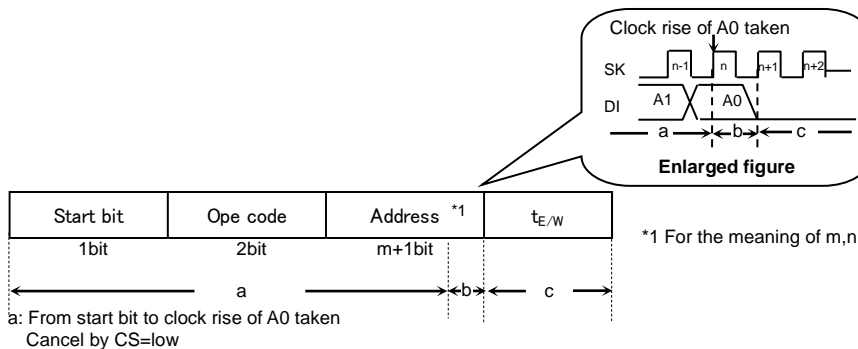 Clock rise of A0 taken
SK n-1 n n+1 n+2
DI A1 A0
a b c
Enlarged figure
Start bit Ope code Address *1 tE/W
1bit 2bit m+1bit
*1 For the meaning of m,n
a b c
a: From start bit to clock rise of A0 taken
Cancel by CS=low